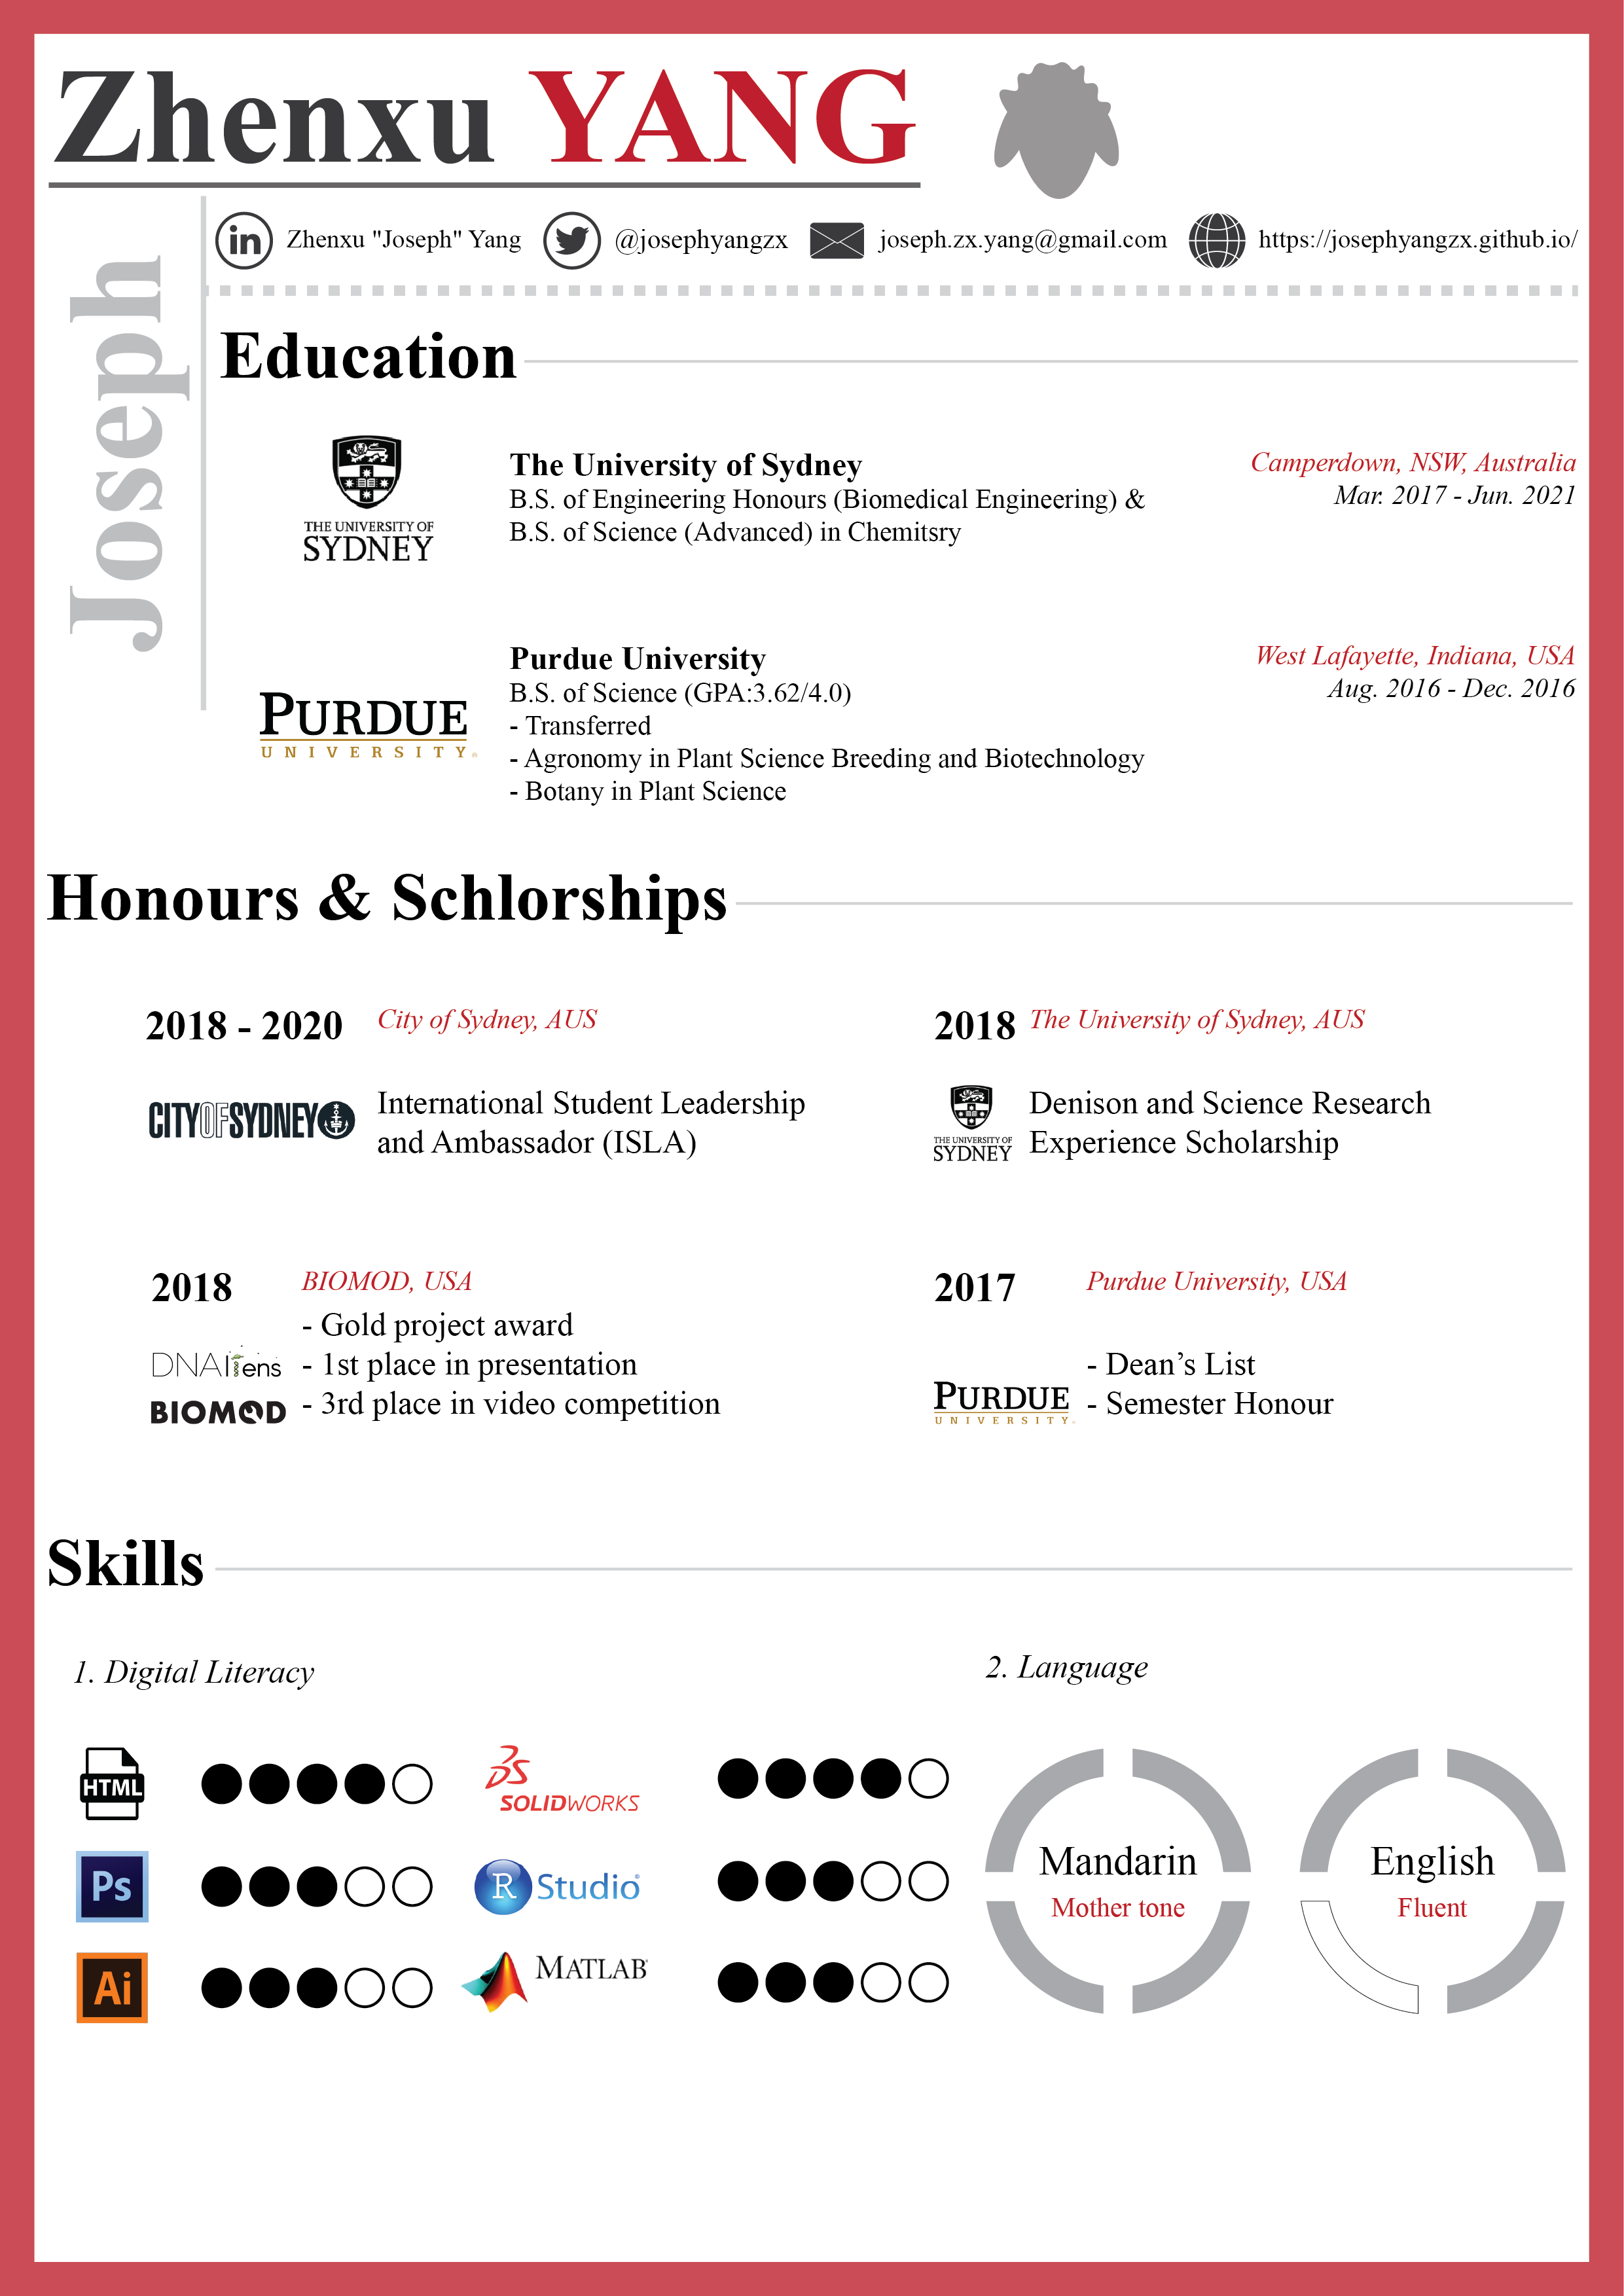 Zhenxu YANG
Joseph
in Zhenxu "Joseph" Yang @josephyangzx joseph.zx.yang@gmail.com https://josephyangzx.github.io/
Education
THE UNIVERSITY OF
SYDNEY
The University of Sydney
B.S. of Engineering Honours (Biomedical Engineering) &
B.S. of Science (Advanced) in Chemitsry
Camperdown, NSW, Australia
Mar. 2017 - Jun. 2021
PURDUE
UNIVERSITY
Purdue University
B.S. of Science (GPA:3.62/4.0)
- Transferred
- Agronomy in Plant Science Breeding and Biotechnology
- Botany in Plant Science
West Lafayette, Indiana, USA
Aug. 2016 - Dec. 2016
Honours & Schlorships
2018 - 2020 City of Sydney, AUS
CITYOFSYDNEY
International Student Leadership
and Ambassador (ISLA)
2018 The University of Sydney, AUS
THE UNIVERSITY OF
SYDNEY
Denison and Science Research
Experience Scholarship
2018 BIOMOD, USA
DNAliens
BIOMOD
- Gold project award
- 1st place in presentation
- 3rd place in video competition
2017 Purdue University, USA
PURDUE
UNIVERSITY
- Dean’s List
- Semester Honour
Skills
1. Digital Literacy
HTML
SOLIDWORKS
Ps
R Studio
Ai
MATLAB
2. Language
Mandarin
Mother tone
English
Fluent